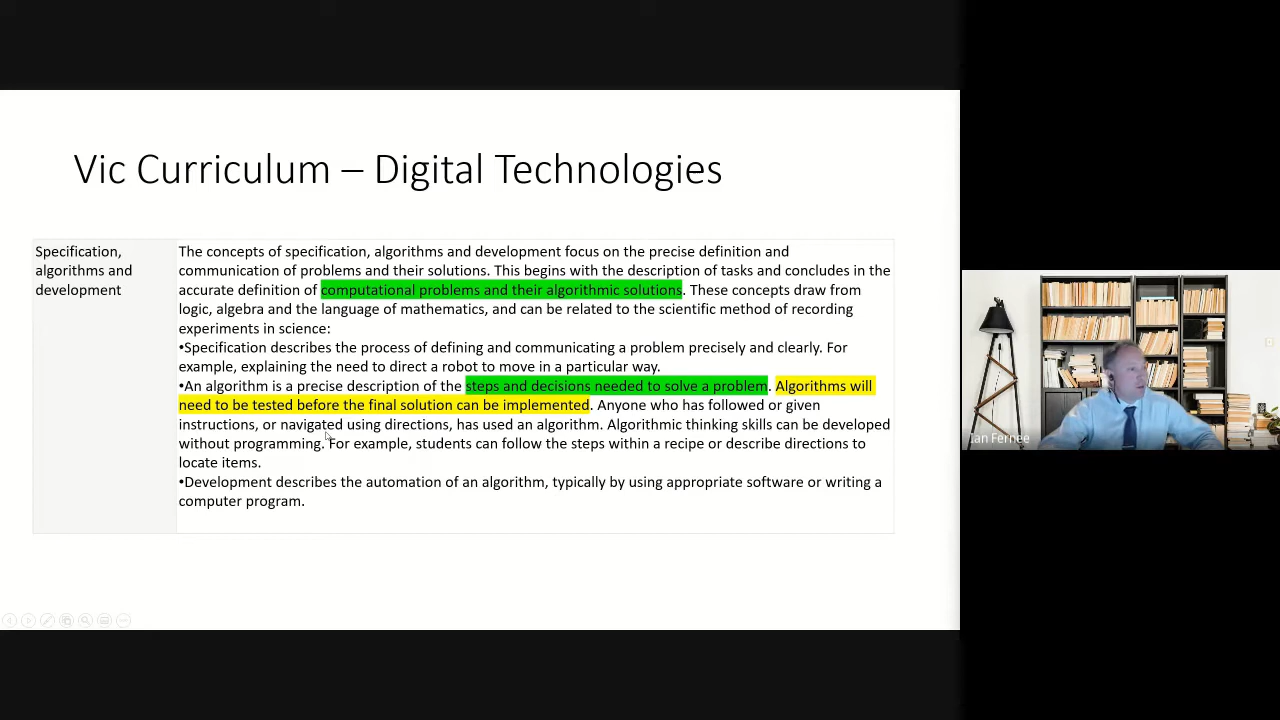 Vic Curriculum – Digital Technologies
Specification,
algorithms and
development
The concepts of specification, algorithms and development focus on the precise definition and
communication of problems and their solutions. This begins with the description of tasks and concludes in the
accurate definition of computational problems and their algorithmic solutions. These concepts draw from
logic, algebra and the language of mathematics, and can be related to the scientific method of recording
experiments in science:
•Specification describes the process of defining and communicating a problem precisely and clearly. For
example, explaining the need to direct a robot to move in a particular way.
•An algorithm is a precise description of the steps and decisions needed to solve a problem. Algorithms will
need to be tested before the final solution can be implemented. Anyone who has followed or given
instructions, or navigated using directions, has used an algorithm. Algorithmic thinking skills can be developed
without programming. For example, students can follow the steps within a recipe or describe directions to
locate items.
•Development describes the automation of an algorithm, typically by using appropriate software or writing a
computer program.
Ian Fernee